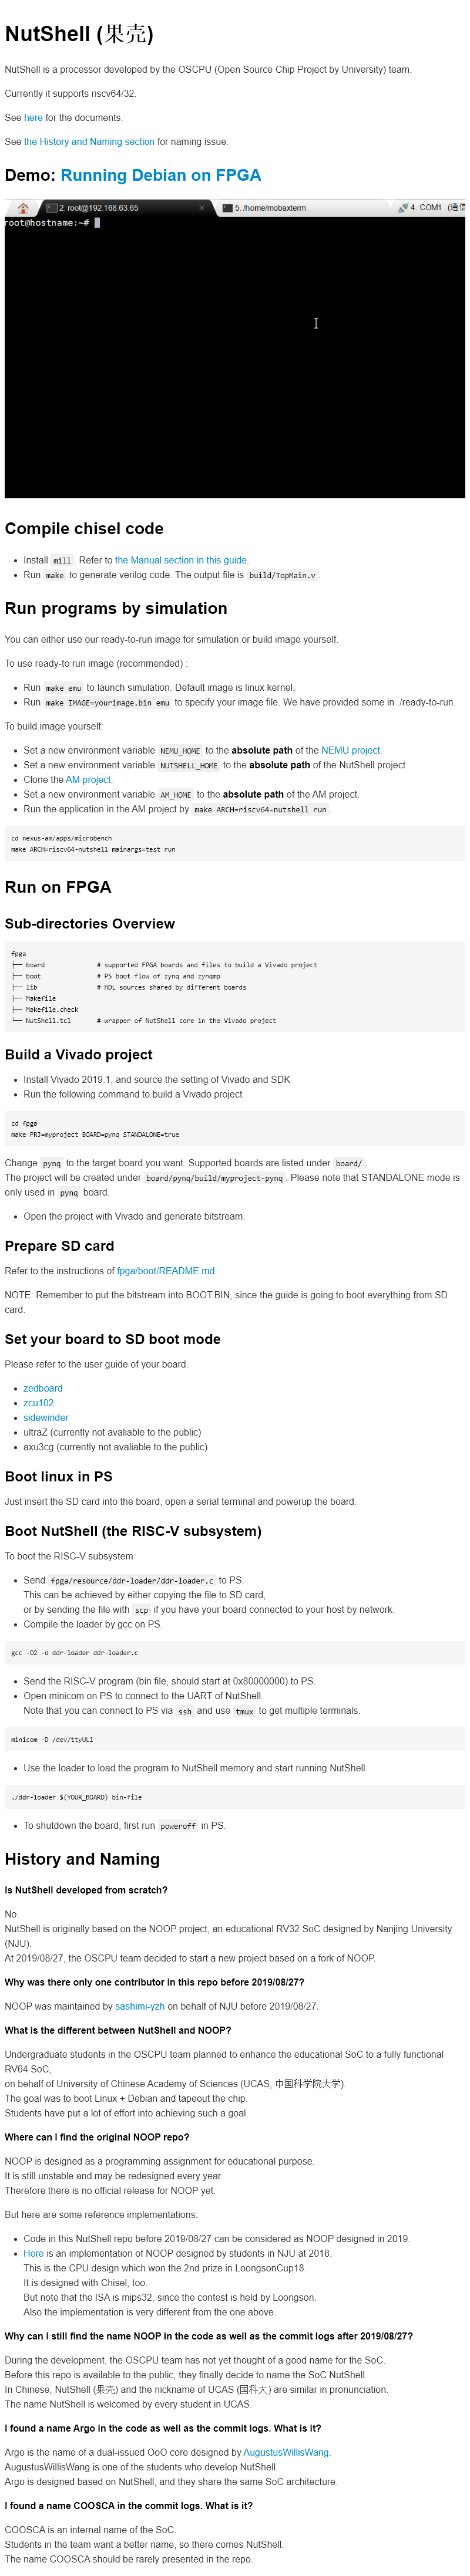 NutShell (果壳)
NutShell is a processor developed by the OSCPU (Open Source Chip Project by University) team.
Currently it supports riscv64/32.
See here for the documents.
See the History and Naming section for naming issue.
Demo: Running Debian on FPGA
2. root@192.168.63.65
5. /home/mobaxterm
4. COM1 (通信
root@hostname:~#
Compile chisel code
• Install mill . Refer to the Manual section in this guide.
• Run make to generate verilog code. The output file is build/TopMain.v .
Run programs by simulation
You can either use our ready-to-run image for simulation or build image yourself.
To use ready-to run image (recommended) :
• Run make emu to launch simulation. Default image is linux kernel.
• Run make IMAGE=yourimage.bin emu to specify your image file. We have provided some in ./ready-to-run.
To build image yourself:
• Set a new environment variable NEMU_HOME to the absolute path of the NEMU project.
• Set a new environment variable NUTSHELL_HOME to the absolute path of the NutShell project.
• Clone the AM project.
• Set a new environment variable AM_HOME to the absolute path of the AM project.
• Run the application in the AM project by make ARCH=riscv64-nutshell run .
cd nexus-am/apps/microbench
make ARCH=riscv64-nutshell mainargs=test run
Run on FPGA
Sub-directories Overview
fpga
├── board # supported FPGA boards and files to build a Vivado project
├── boot # PS boot flow of zynq and zynqmp
├── lib # HDL sources shared by different boards
├── Makefile
├── Makefile.check
└── NutShell.tcl # wrapper of NutShell core in the Vivado project
Build a Vivado project
• Install Vivado 2019.1, and source the setting of Vivado and SDK
• Run the following command to build a Vivado project
cd fpga
make PRJ=myproject BOARD=pynq STANDALONE=true
Change pynq to the target board you want. Supported boards are listed under board/ .
The project will be created under board/pynq/build/myproject-pynq . Please note that STANDALONE mode is
only used in pynq board.
• Open the project with Vivado and generate bitstream.
Prepare SD card
Refer to the instructions of fpga/boot/README.md.
NOTE: Remember to put the bitstream into BOOT.BIN, since the guide is going to boot everything from SD
card.
Set your board to SD boot mode
Please refer to the user guide of your board.
• zedboard
• zcu102
• sidewinder
• ultraZ (currently not avaliable to the public)
• axu3cg (currently not avaliable to the public)
Boot linux in PS
Just insert the SD card into the board, open a serial terminal and powerup the board.
Boot NutShell (the RISC-V subsystem)
To boot the RISC-V subsystem
• Send fpga/resource/ddr-loader/ddr-loader.c to PS.
This can be achieved by either copying the file to SD card,
or by sending the file with scp if you have your board connected to your host by network.
• Compile the loader by gcc on PS.
gcc -O2 -o ddr-loader ddr-loader.c
• Send the RISC-V program (bin file, should start at 0x80000000) to PS.
• Open minicom on PS to connect to the UART of NutShell.
Note that you can connect to PS via ssh and use tmux to get multiple terminals.
minicom -D /dev/ttyUL1
• Use the loader to load the program to NutShell memory and start running NutShell.
./ddr-loader $(YOUR_BOARD) bin-file
• To shutdown the board, first run poweroff in PS.
History and Naming
Is NutShell developed from scratch?
No.
NutShell is originally based on the NOOP project, an educational RV32 SoC designed by Nanjing University
(NJU).
At 2019/08/27, the OSCPU team decided to start a new project based on a fork of NOOP.
Why was there only one contributor in this repo before 2019/08/27?
NOOP was maintained by sashimi-yzh on behalf of NJU before 2019/08/27.
What is the different between NutShell and NOOP?
Undergraduate students in the OSCPU team planned to enhance the educational SoC to a fully functional
RV64 SoC,
on behalf of University of Chinese Academy of Sciences (UCAS, 中国科学院大学).
The goal was to boot Linux + Debian and tapeout the chip.
Students have put a lot of effort into achieving such a goal.
Where can I find the original NOOP repo?
NOOP is designed as a programming assignment for educational purpose.
It is still unstable and may be redesigned every year.
Therefore there is no official release for NOOP yet.
But here are some reference implementations:
• Code in this NutShell repo before 2019/08/27 can be considered as NOOP designed in 2019.
• Here is an implementation of NOOP designed by students in NJU at 2018.
This is the CPU design which won the 2nd prize in LoongsonCup18.
It is designed with Chisel, too.
But note that the ISA is mips32, since the contest is held by Loongson.
Also the implementation is very different from the one above.
Why can I still find the name NOOP in the code as well as the commit logs after 2019/08/27?
During the development, the OSCPU team has not yet thought of a good name for the SoC.
Before this repo is available to the public, they finally decide to name the SoC NutShell.
In Chinese, NutShell (果壳) and the nickname of UCAS (国科大) are similar in pronunciation.
The name NutShell is welcomed by every student in UCAS.
I found a name Argo in the code as well as the commit logs. What is it?
Argo is the name of a dual-issued OoO core designed by AugustusWillisWang.
AugustusWillisWang is one of the students who develop NutShell.
Argo is designed based on NutShell, and they share the same SoC architecture.
I found a name COOSCA in the commit logs. What is it?
COOSCA is an internal name of the SoC.
Students in the team want a better name, so there comes NutShell.
The name COOSCA should be rarely presented in the repo.